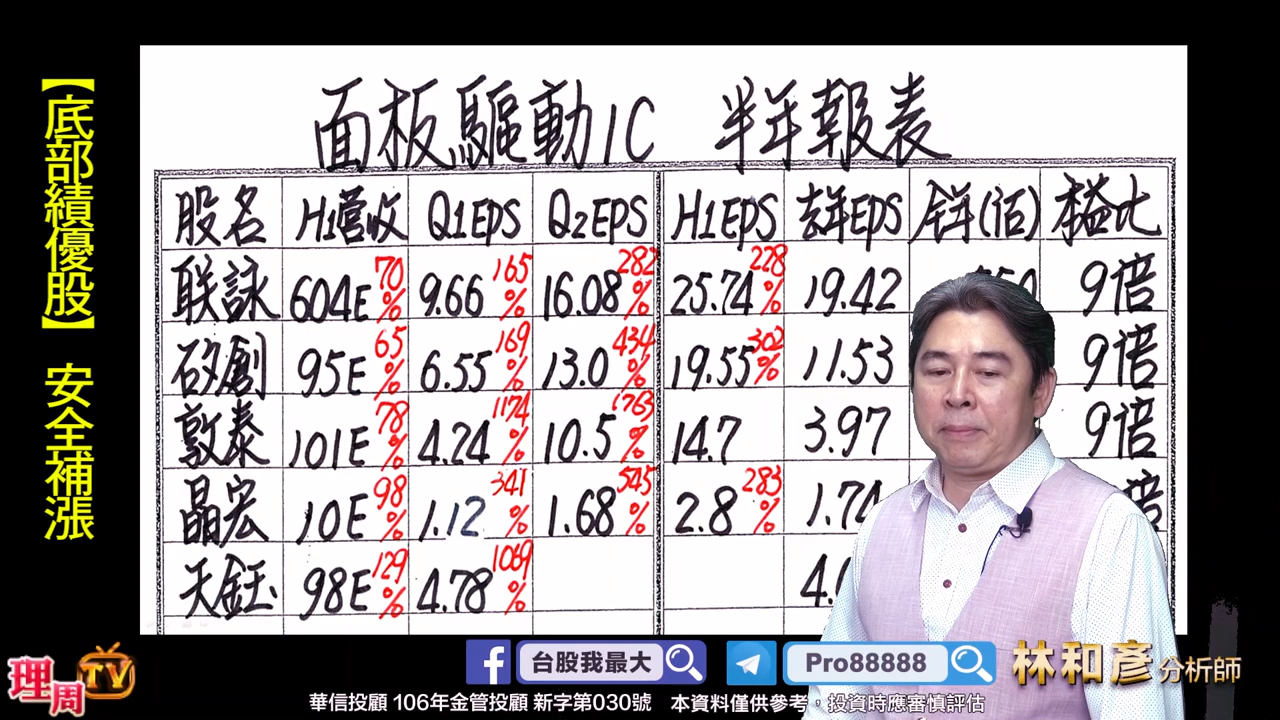 【底部績優股】 安全補漲
面板驅動IC 半年報表
股名 H1營收 Q1EPS Q2EPS H1EPS 去年EPS 全年(估) 本益比
联詠 604E 70% 9.66 165% 16.08 282% 25.74 228% 19.42 9倍
矽創 95E 65% 6.55 169% 13.0 434% 19.55 302% 11.53 9倍
敦泰 101E 78% 4.24 1174% 10.5 1763% 14.7 3.97 9倍
晶宏 10E 98% 1.12 341% 1.68 545% 2.8 283% 倍
天鈺 98E 129% 4.78 1069%
理周TV
台股我最大
Pro88888
林和彥 分析師
華信投顧 106年金管投顧 新字第030號 本資料僅供參考，投資時應審慎評估